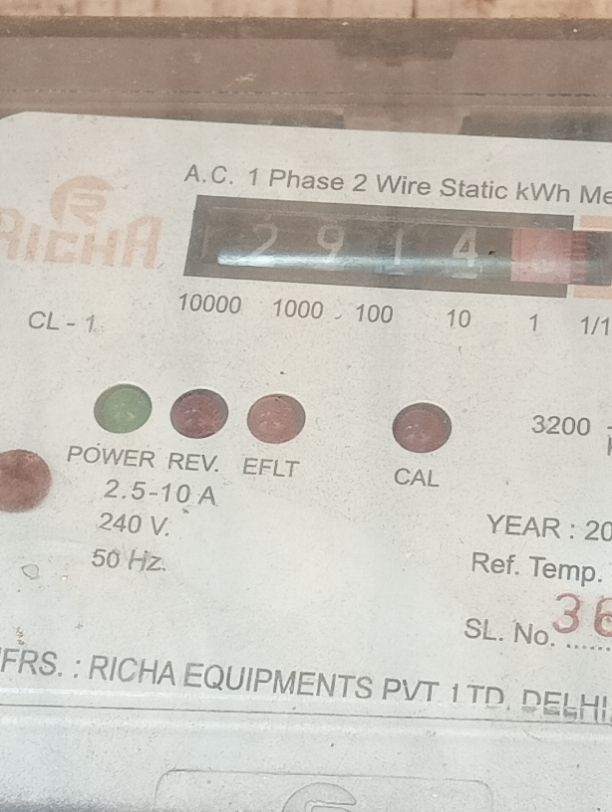 A.C. 1 Phase 2 Wire Static kWh Me
RICHA
1 2 9 1 4
10000 1000 100 10 1 1/1
CL - 1
3200
POWER REV. EFLT
CAL
2.5-10 A
240 V.
50 Hz.
YEAR : 20
Ref. Temp.
SL. No. 36
FRS. : RICHA EQUIPMENTS PVT LTD. DELHI